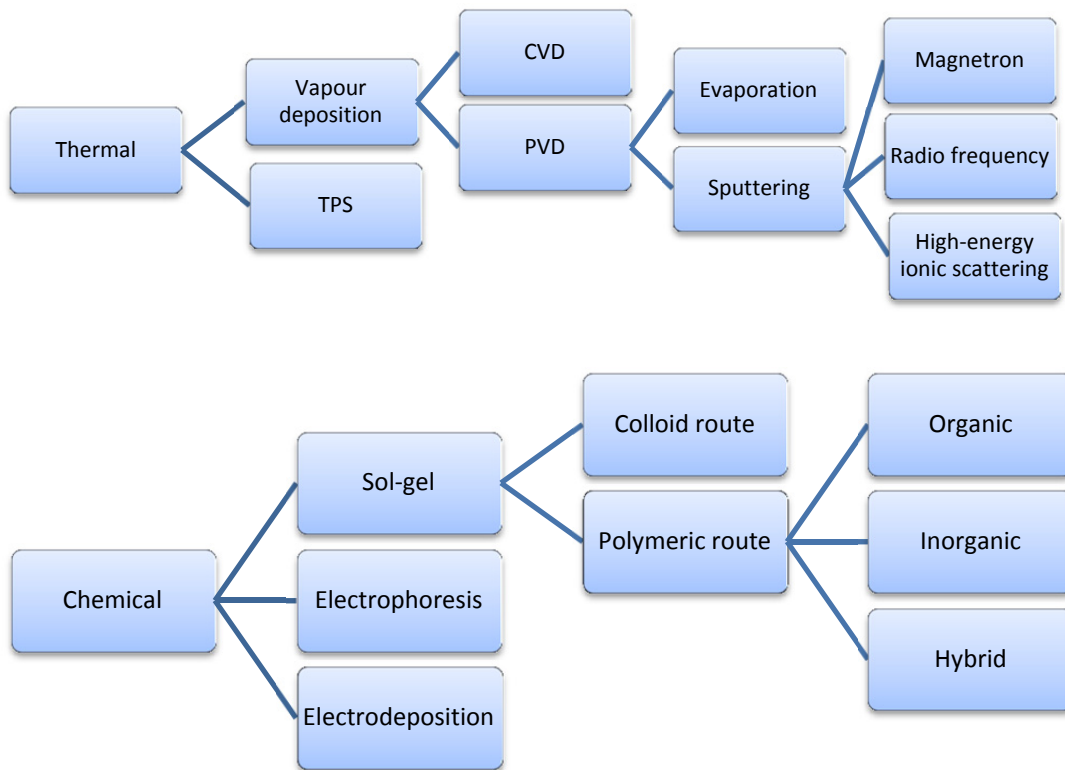 Thermal
Vapour
deposition
TPS
CVD
PVD
Evaporation
Sputtering
Magnetron
Radio frequency
High-energy
ionic scattering
Chemical
Sol-gel
Electrophoresis
Electrodeposition
Colloid route
Polymeric route
Organic
Inorganic
Hybrid